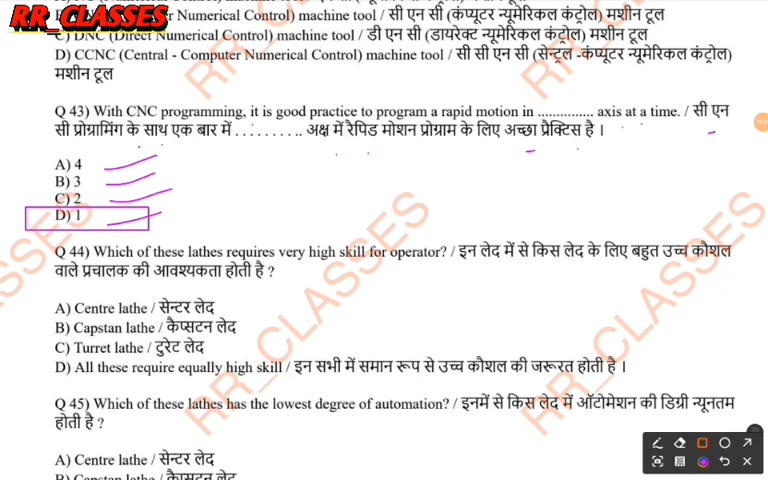 RR_CLASSES
er Numerical Control) machine tool / सी एन सी (कंप्यूटर न्यूमेरिकल कंट्रोल) मशीन टूल
C) DNC (Direct Numerical Control) machine tool / डी एन सी (डायरेक्ट न्यूमेरिकल कंट्रोल) मशीन टूल
D) CCNC (Central - Computer Numerical Control) machine tool / सी सी एन सी (सेन्ट्रल -कंप्यूटर न्यूमेरिकल कंट्रोल)
मशीन टूल
Q 43) With CNC programming, it is good practice to program a rapid motion in ............... axis at a time. / सी एन
सी प्रोग्रामिंग के साथ एक बार में . . . . . . . . . . अक्ष में रैपिड मोशन प्रोग्राम के लिए अच्छा प्रैक्टिस है ।
A) 4
B) 3
C) 2
D) 1
Q 44) Which of these lathes requires very high skill for operator? / इन लेद में से किस लेद के लिए बहुत उच्च कौशल
वाले प्रचालक की आवश्यकता होती है ?
A) Centre lathe / सेन्टर लेद
B) Capstan lathe / कैप्सटन लेद
C) Turret lathe / टुरेट लेद
D) All these require equally high skill / इन सभी में समान रूप से उच्च कौशल की जरूरत होती है ।
Q 45) Which of these lathes has the lowest degree of automation? / इनमें से किस लेद में ऑटोमेशन की डिग्री न्यूनतम
होती है ?
A) Centre lathe / सेन्टर लेद
B) Capstan lathe / कैप्सटन लेद
RR_CLASSES
RR_CLASSES
RR_CLASSES
RR_CLASSES